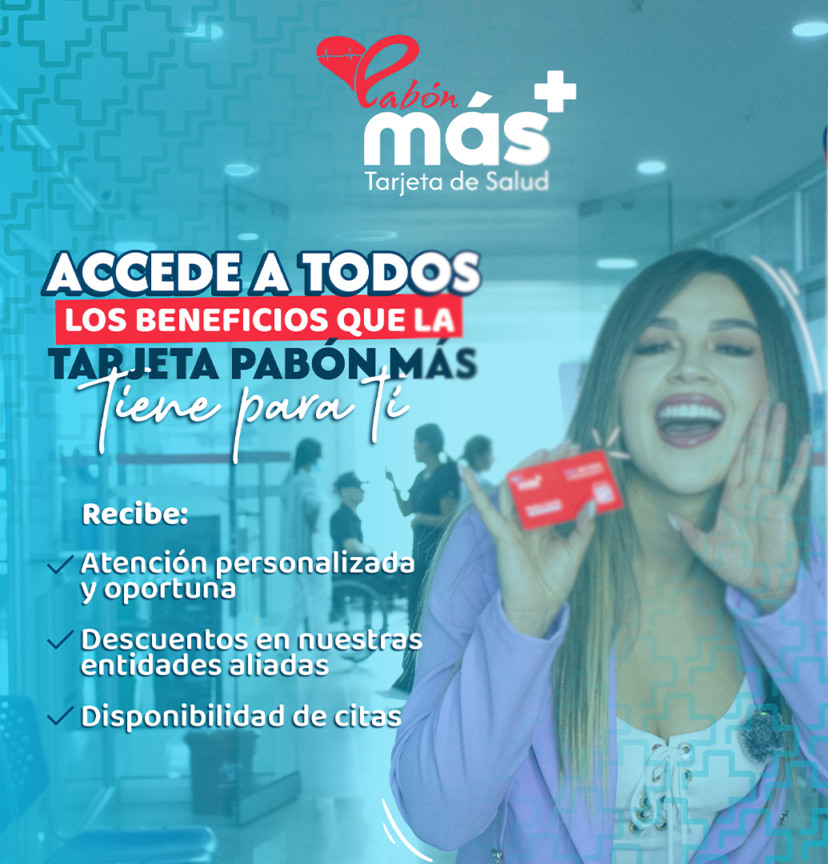 Pabón
más+
Tarjeta de Salud
ACCEDE A TODOS
LOS BENEFICIOS QUE LA
TARJETA PABÓN MÁS
Tiene para Ti
Recibe:
Atención personalizada
y oportuna
Descuentos en nuestras
entidades aliadas
Disponibilidad de citas
más